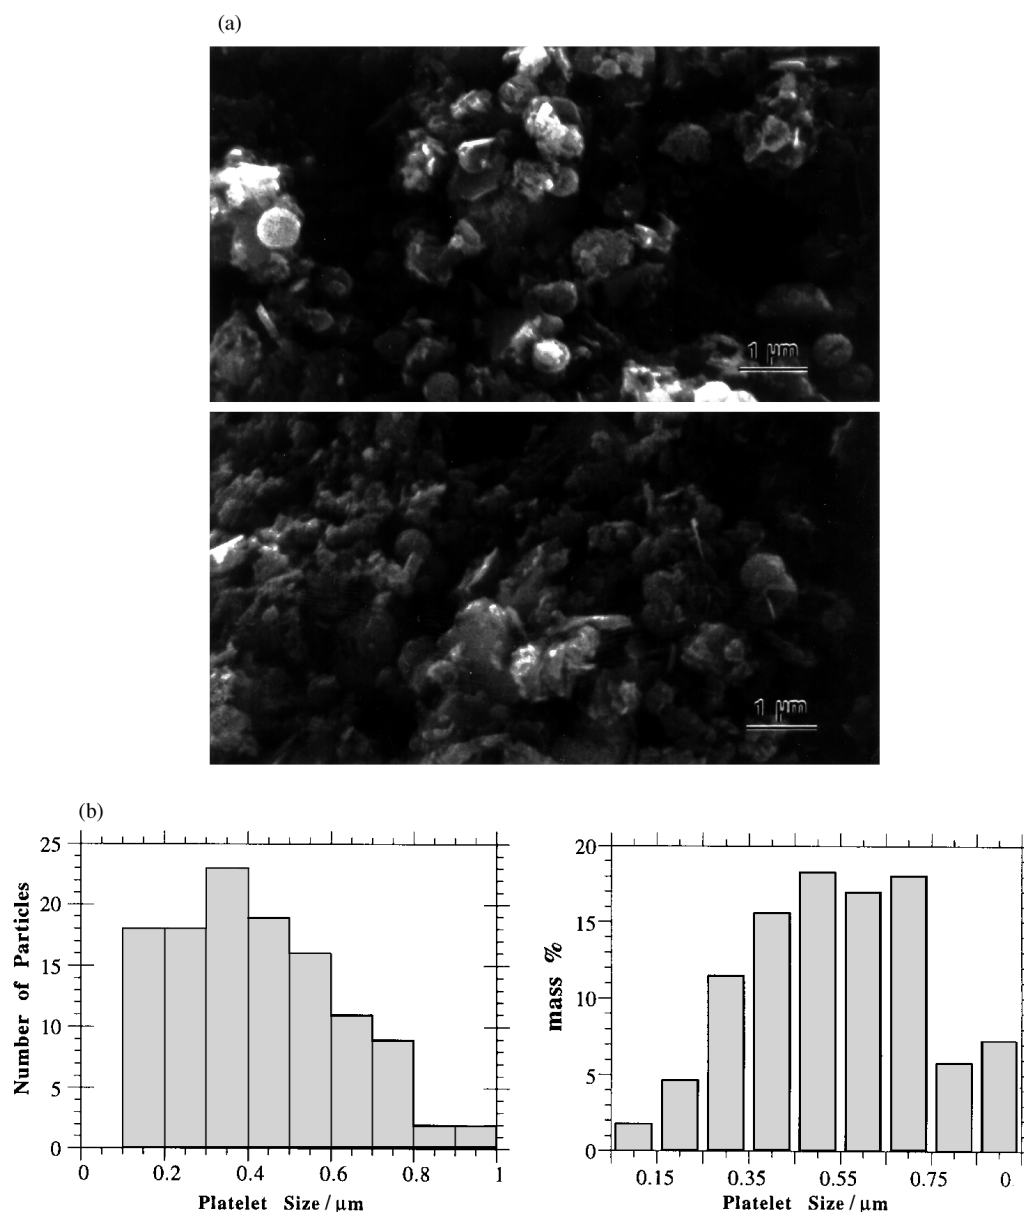 (a)
1 μm
1 μm
(b)
25
20
15
10
5
0
Number of Particles
0 0.2 0.4 0.6 0.8 1
Platelet Size/μm
20
15
10
5
0
mass %
0.15 0.35 0.55 0.75 0.
Platelet Size/μm